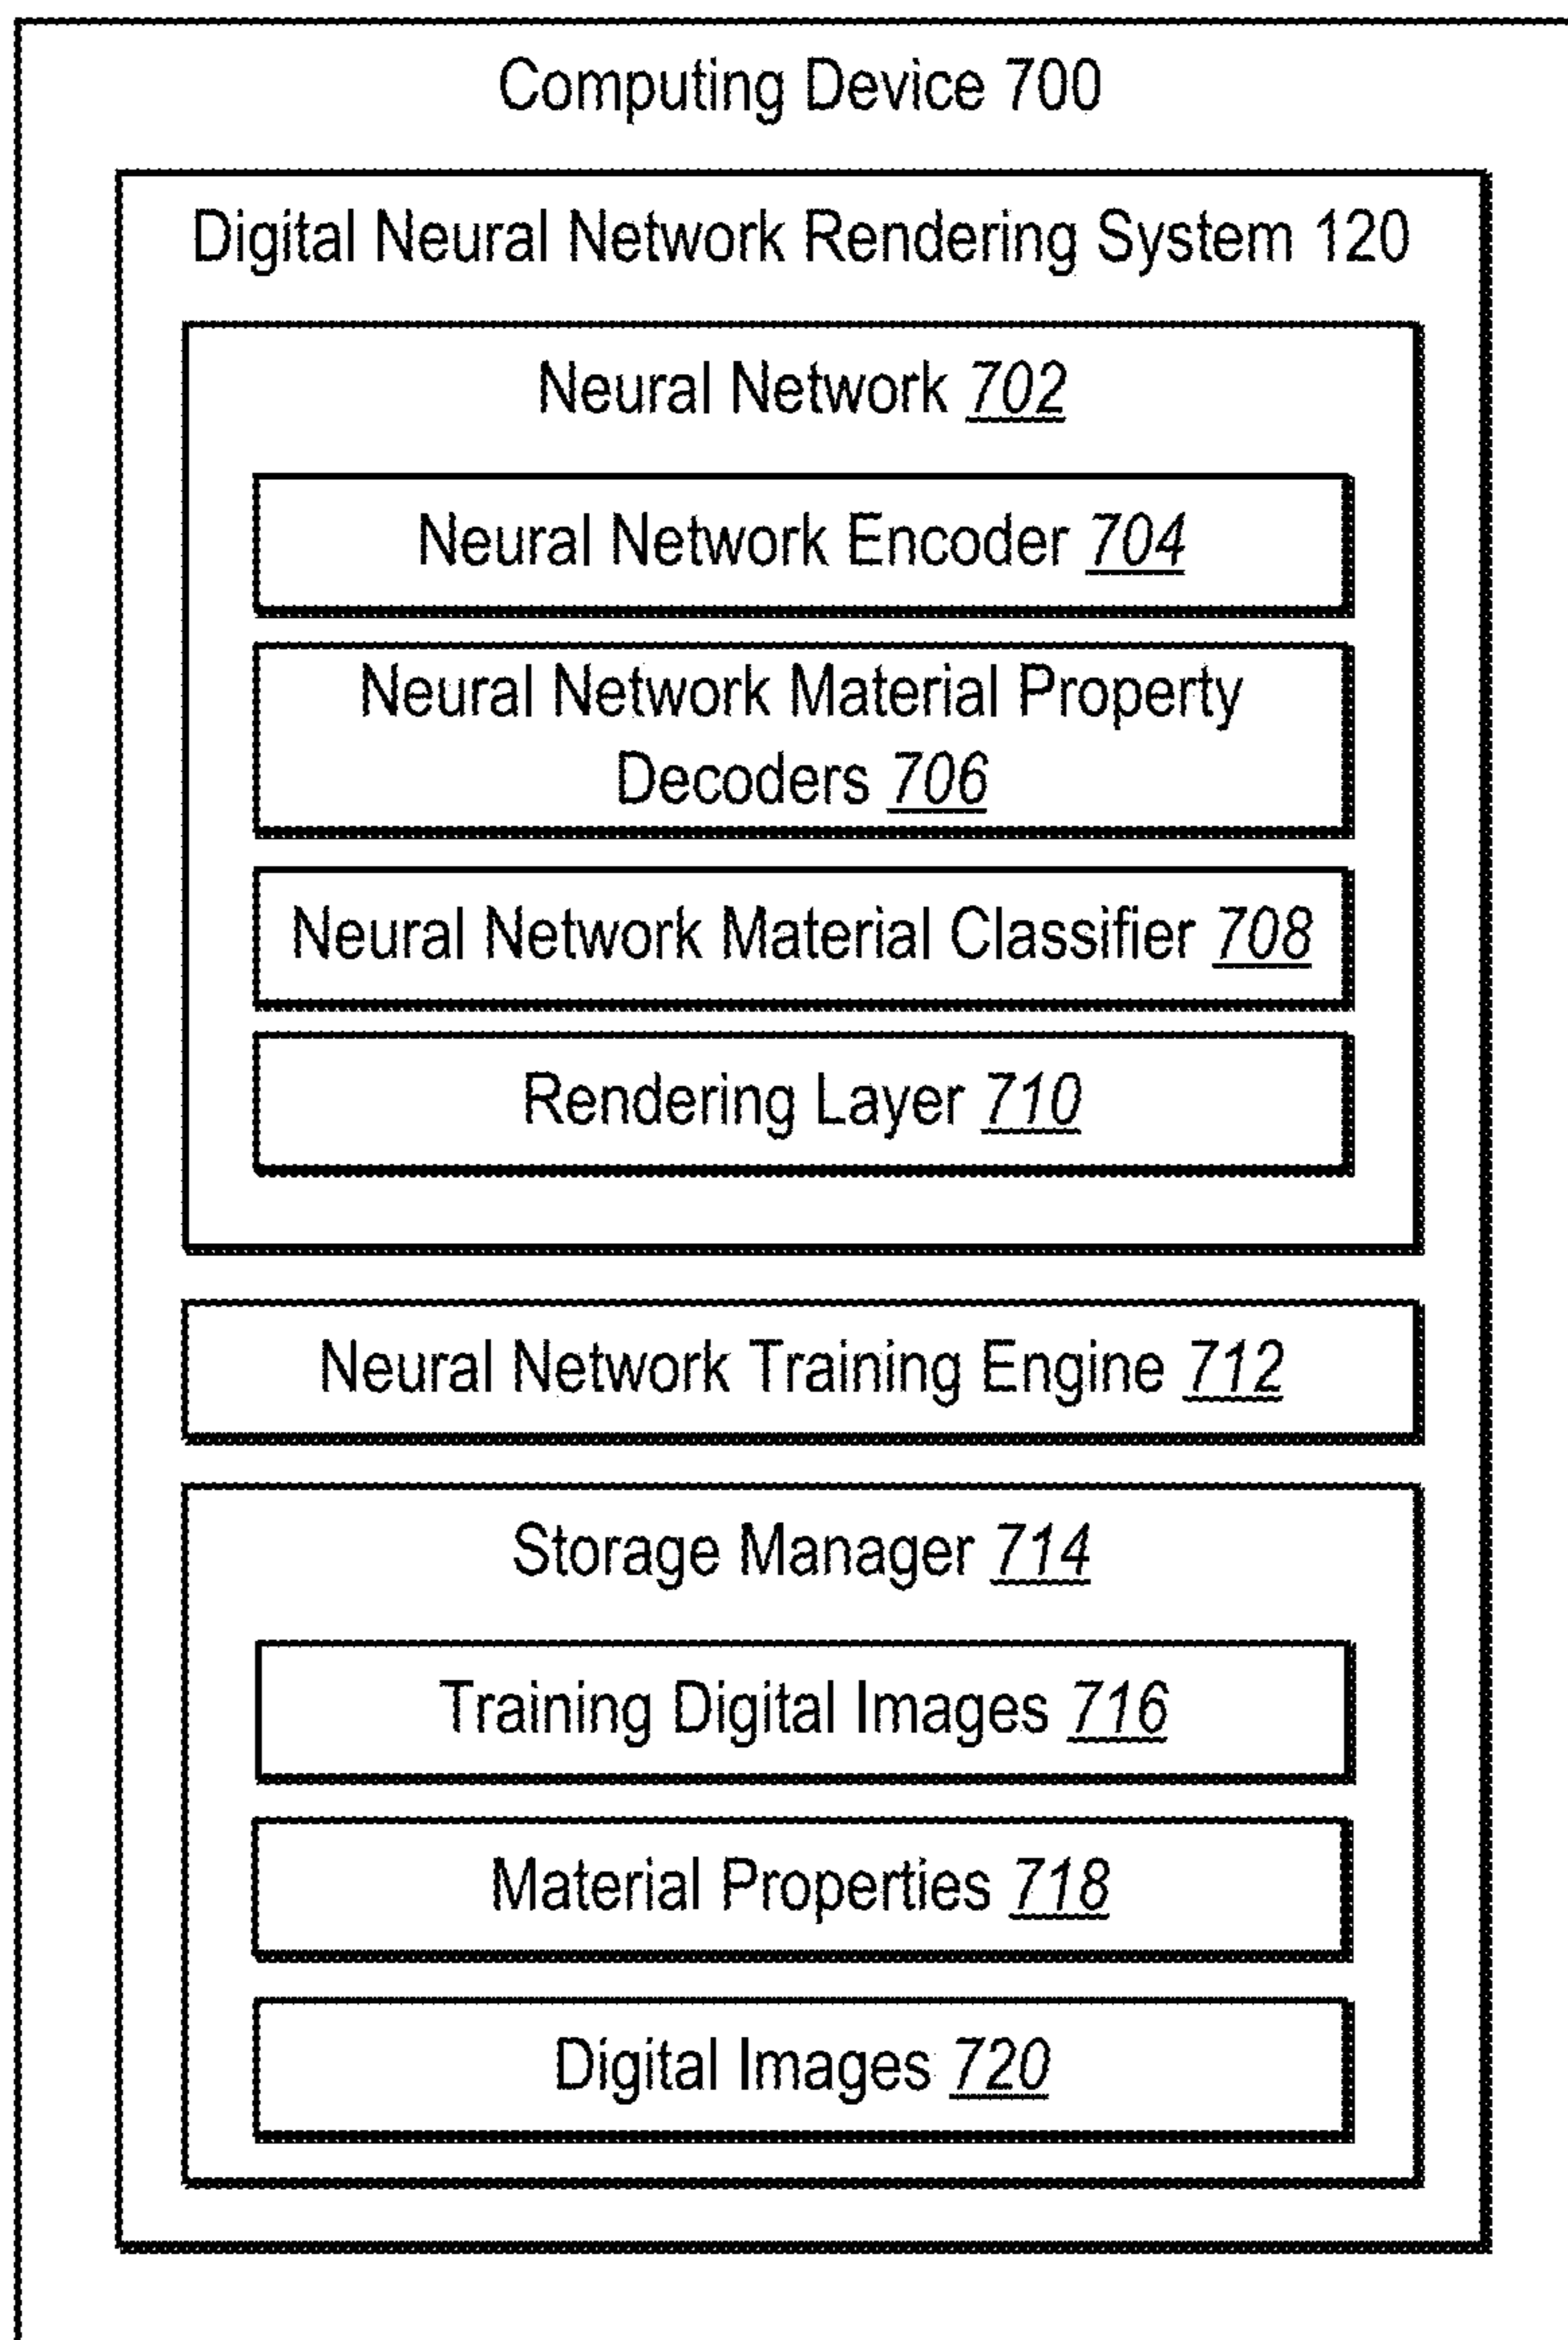 Computing Device 700
Digital Neural Network Rendering System 120
Neural Network 702
Neural Network Encoder 704
Neural Network Material Property
Decoders 706
Neural Network Material Classifier 708
Rendering Layer 710
Neural Network Training Engine 712
Storage Manager 714
Training Digital Images 716
Material Properties 718
Digital Images 720